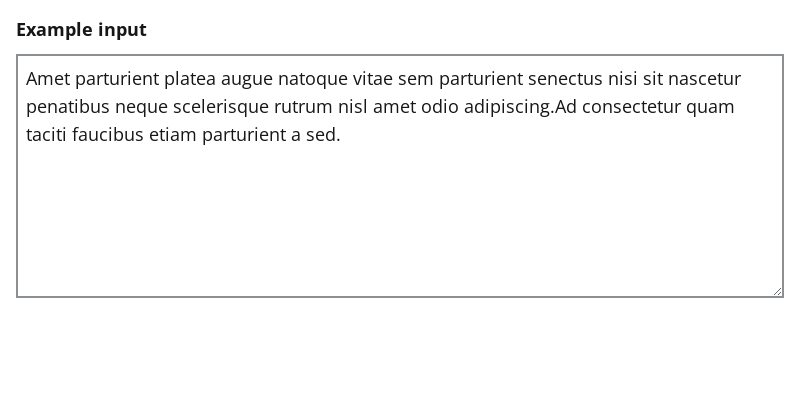 Example input
Amet parturient platea augue natoque vitae sem parturient senectus nisi sit nascetur
penatibus neque scelerisque rutrum nisl amet odio adipiscing.Ad consectetur quam
taciti faucibus etiam parturient a sed.